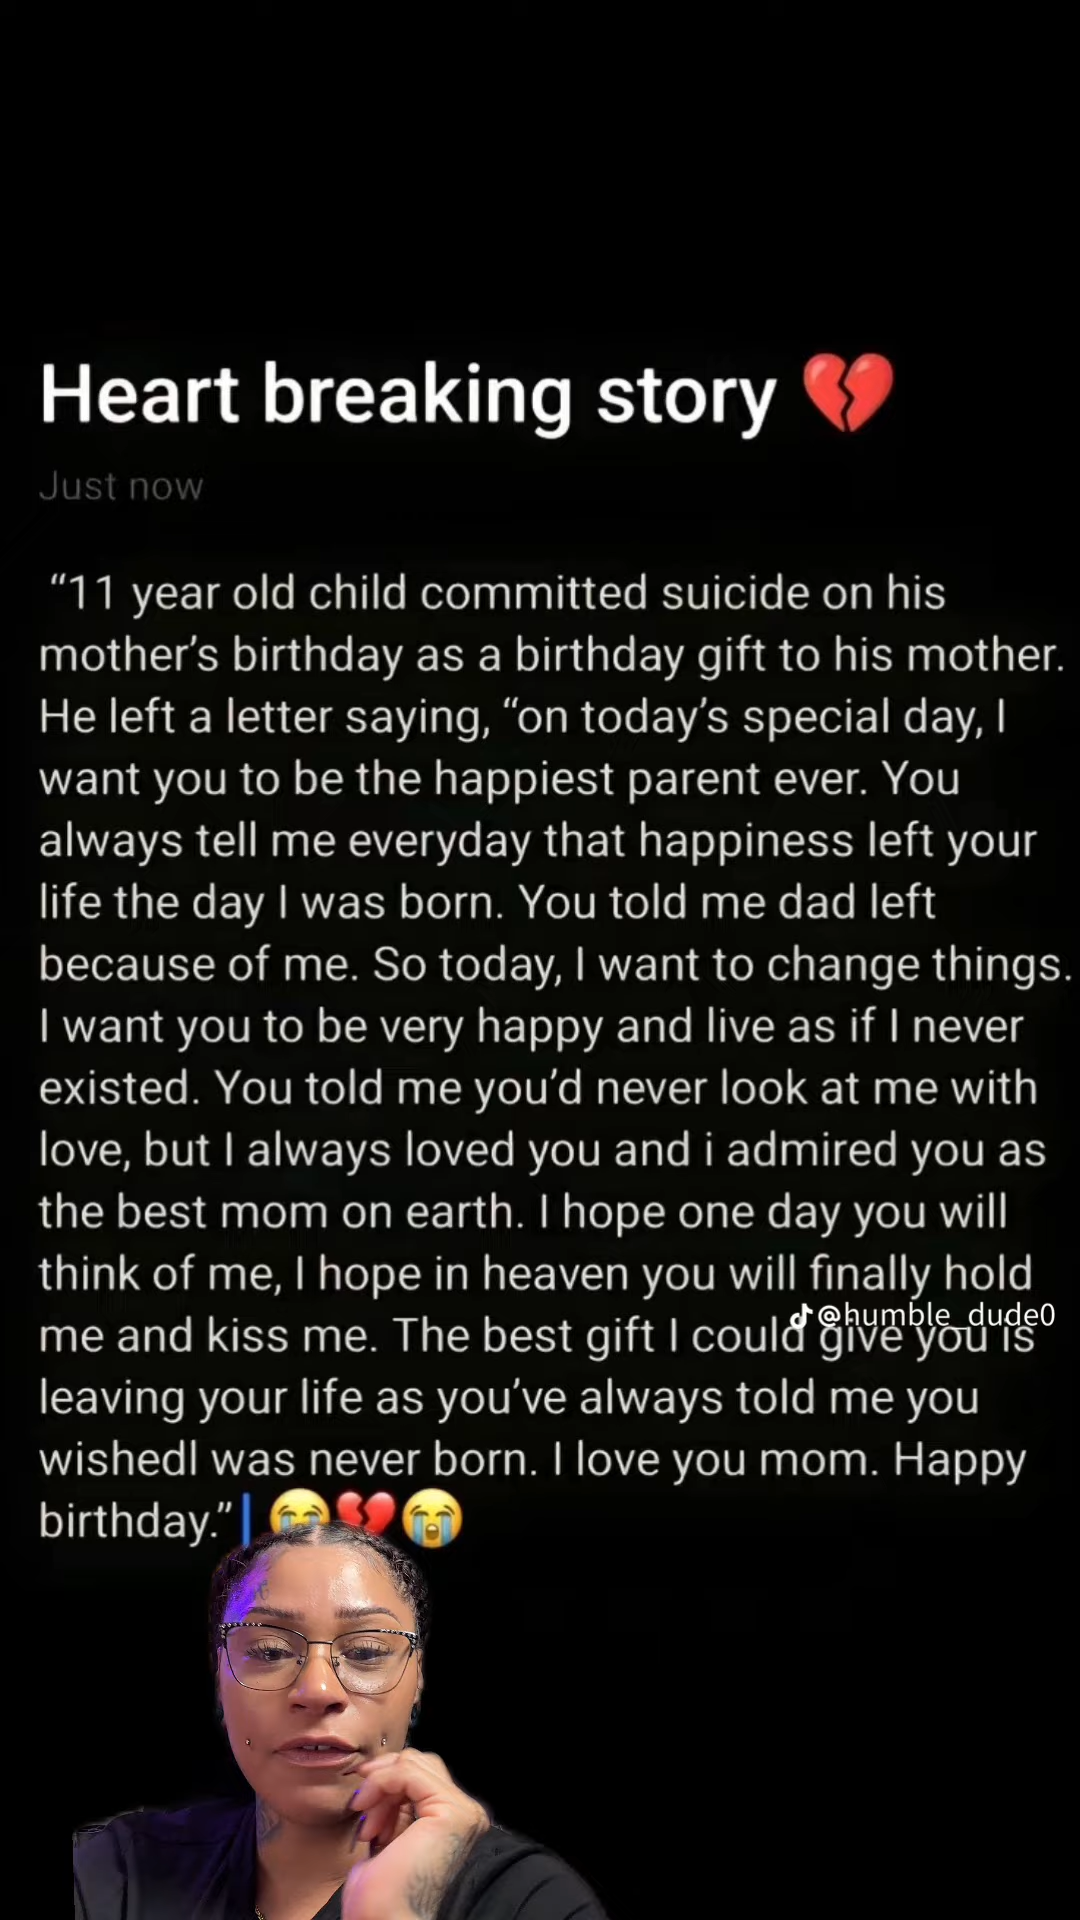 Heart breaking story 💔
Just now
“11 year old child committed suicide on his
mother’s birthday as a birthday gift to his mother.
He left a letter saying, “on today’s special day, I
want you to be the happiest parent ever. You
always tell me everyday that happiness left your
life the day I was born. You told me dad left
because of me. So today, I want to change things.
I want you to be very happy and live as if I never
existed. You told me you’d never look at me with
love, but I always loved you and i admired you as
the best mom on earth. I hope one day you will
think of me, I hope in heaven you will finally hold
me and kiss me. The best gift I could give you is
@humble_dude0
leaving your life as you’ve always told me you
wishedI was never born. I love you mom. Happy
birthday.” 😭💔😭